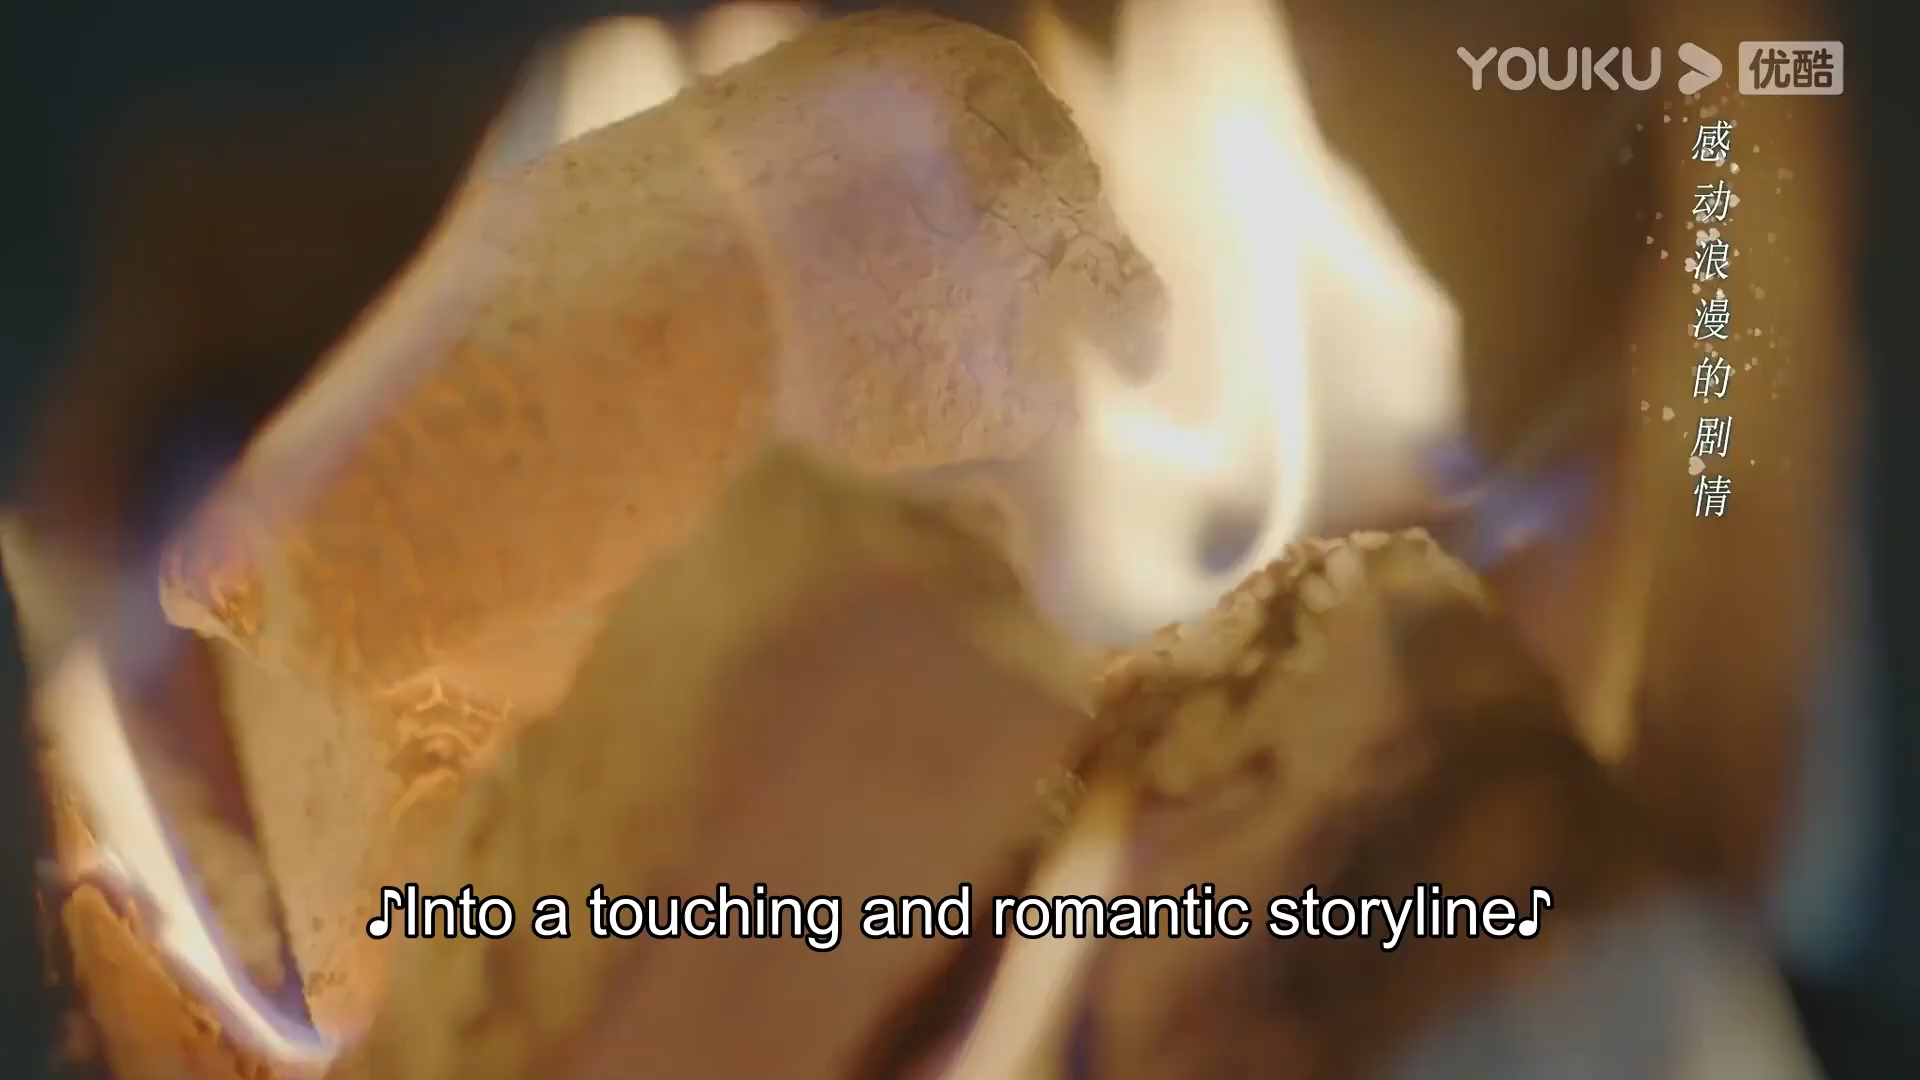 YOUKU 优酷
感动浪漫的剧情
♪Into a touching and romantic storyline♪